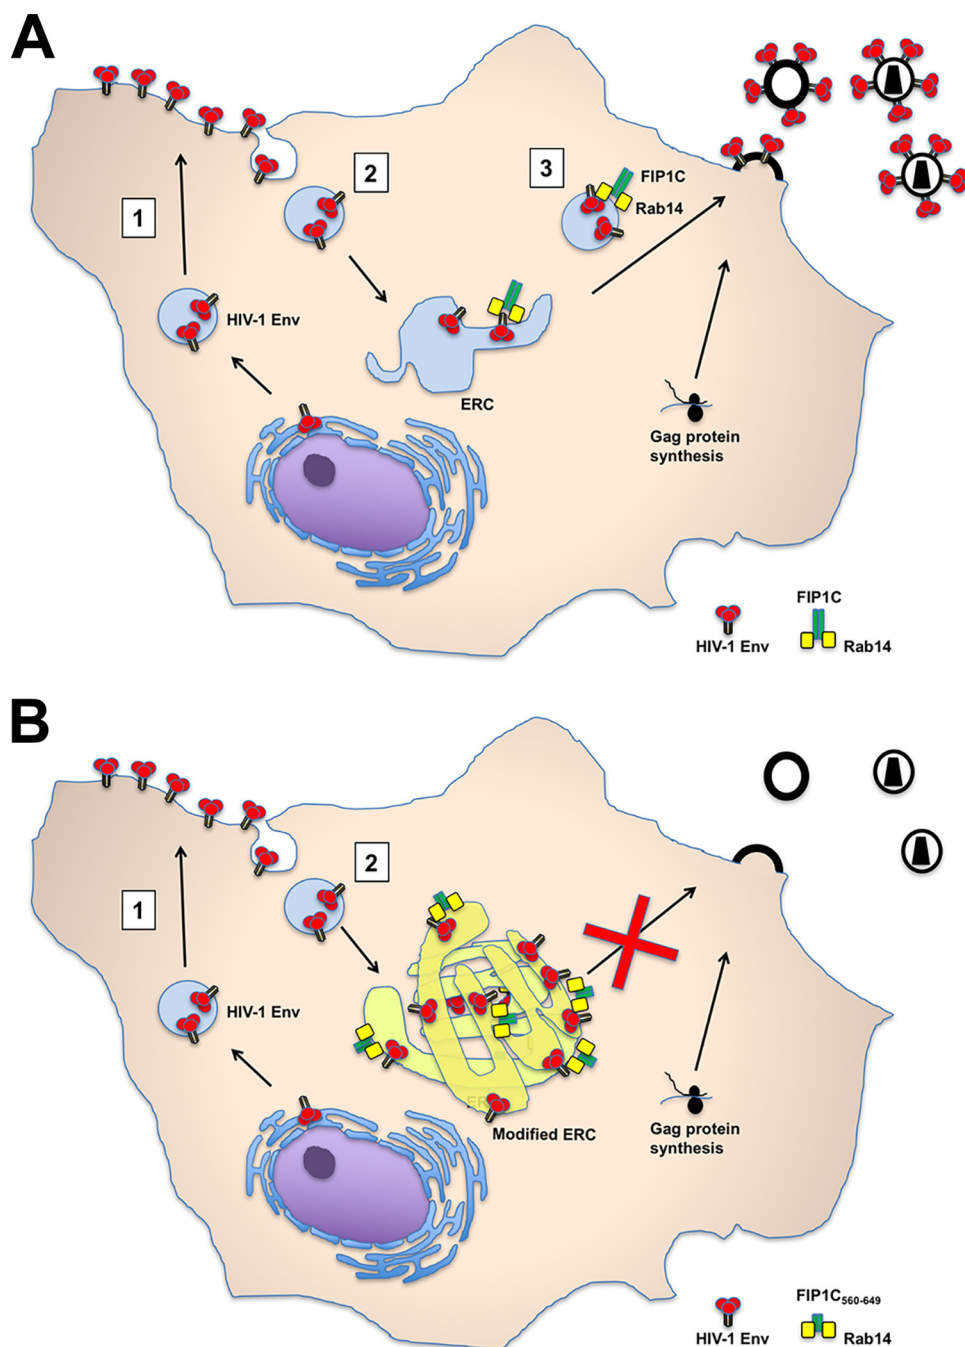 A
1
2
3
FIP1C
Rab14
HIV-1 Env
ERC
Gag protein
synthesis
FIP1C
HIV-1 Env
Rab14
B
1
2
HIV-1 Env
Modified ERC
Gag protein
synthesis
FIP1C560-649
HIV-1 Env
Rab14